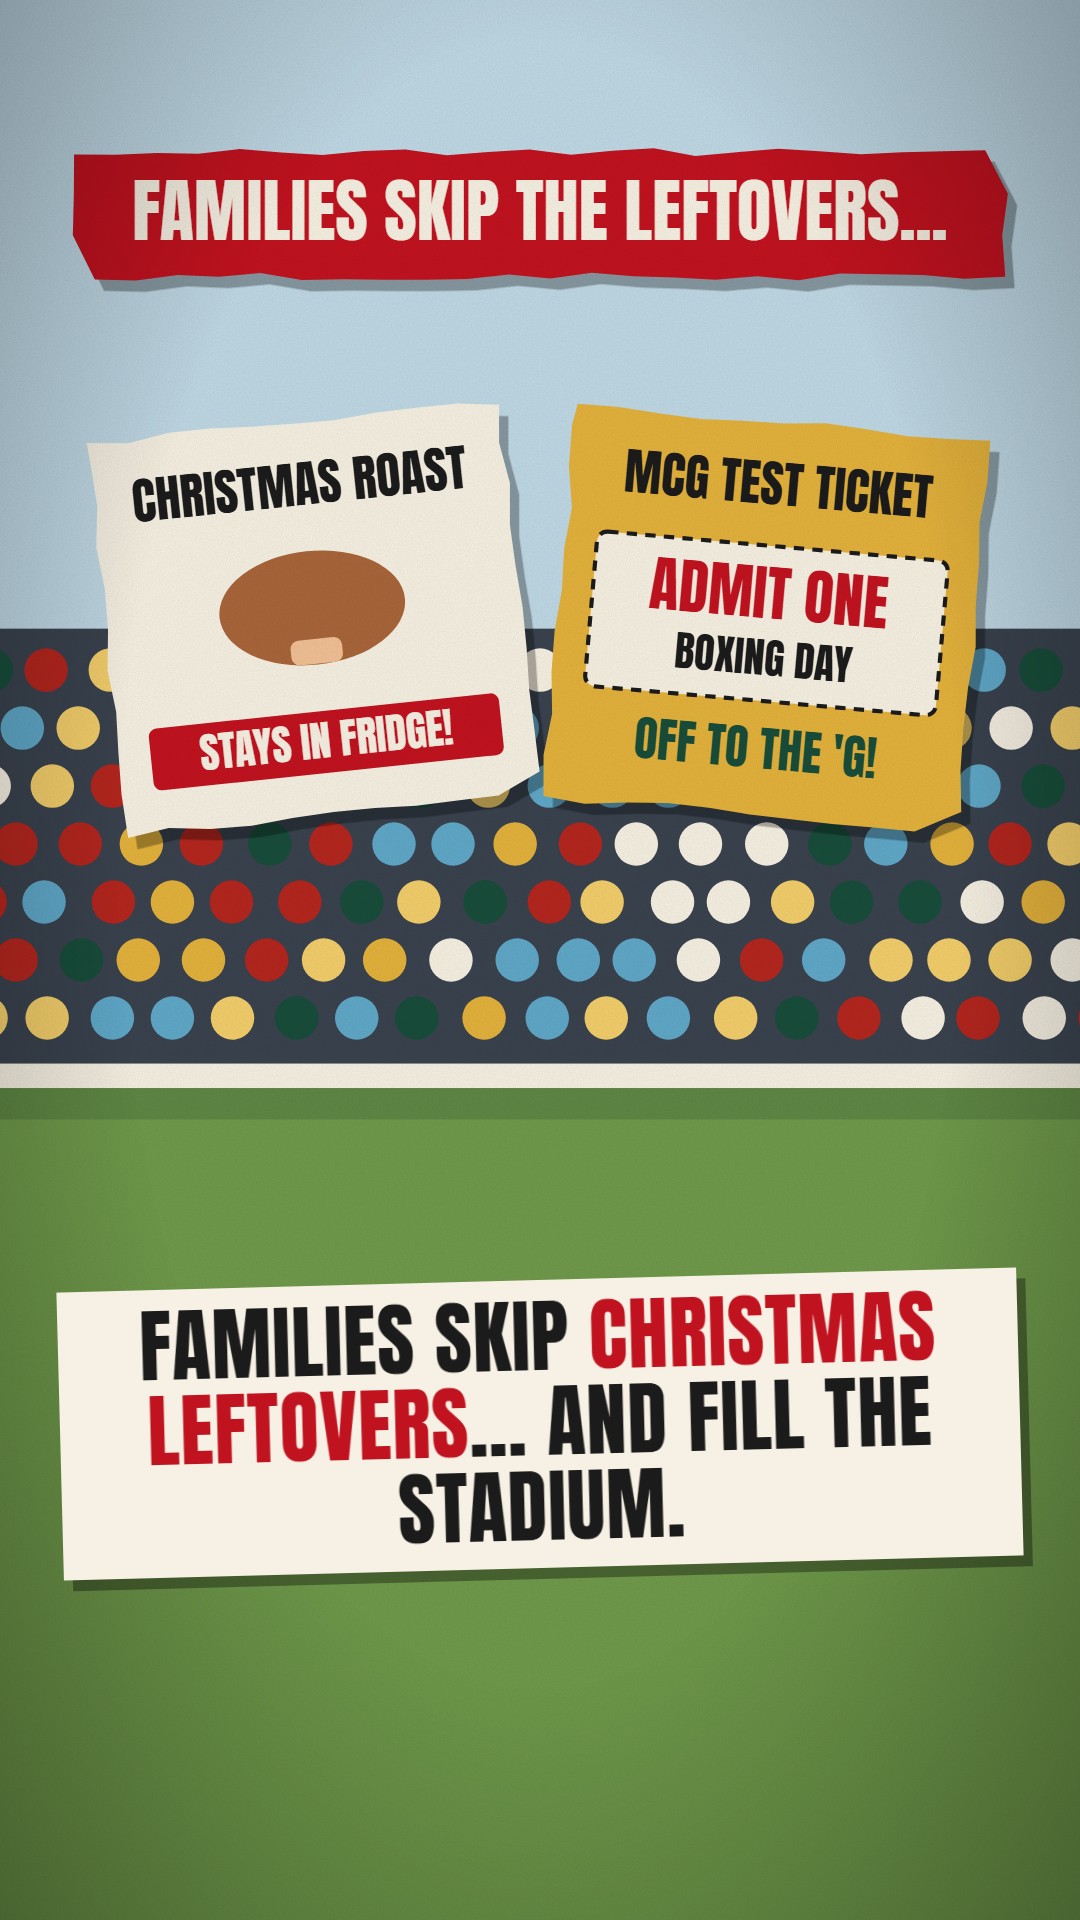 FAMILIES SKIP THE LEFTOVERS...
CHRISTMAS ROAST
STAYS IN FRIDGE!
MCG TEST TICKET
ADMIT ONE
BOXING DAY
OFF TO THE 'G!
FAMILIES SKIP CHRISTMAS
LEFTOVERS... AND FILL THE
STADIUM.